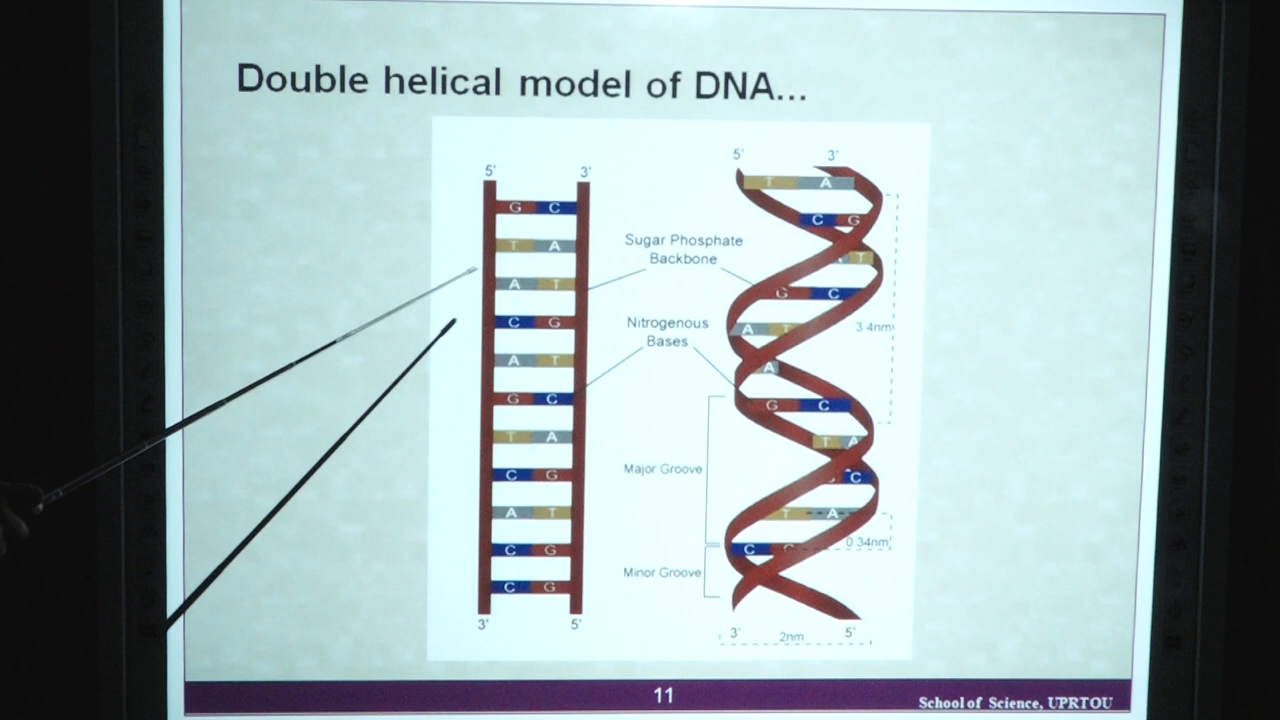 Double helical model of DNA...
5' 3'
G C
T A
A T
C G
A T
G C
T A
C G
A T
C G
C G
3' 5'
Sugar Phosphate
Backbone
Nitrogenous
Bases
Major Groove
Minor Groove
5' 3'
T A
C G
T
G C
A T
A
G C
T A
C
T A
C G
3.4nm
0.34nm
3' 5'
2nm
11
School of Science, UPRTOU